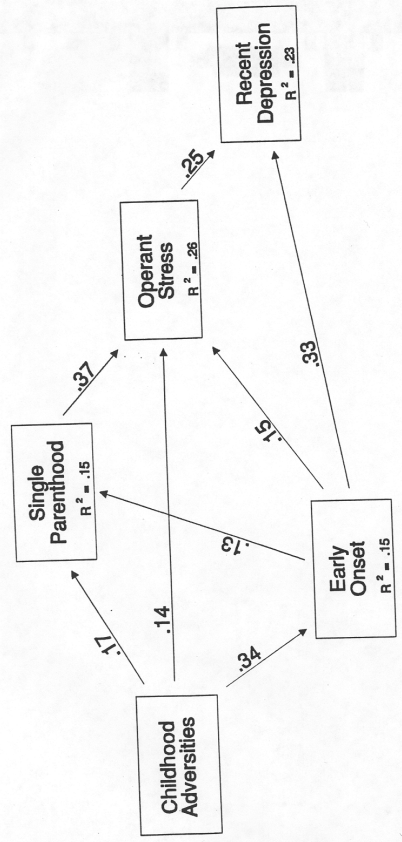 Childhood
Adversities
.17
.14
.34
Single
Parenthood
R² = .15
.13
Early
Onset
R² = .15
.37
.15
.33
Operant
Stress
R² = .26
.25
Recent
Depression
R² = .23